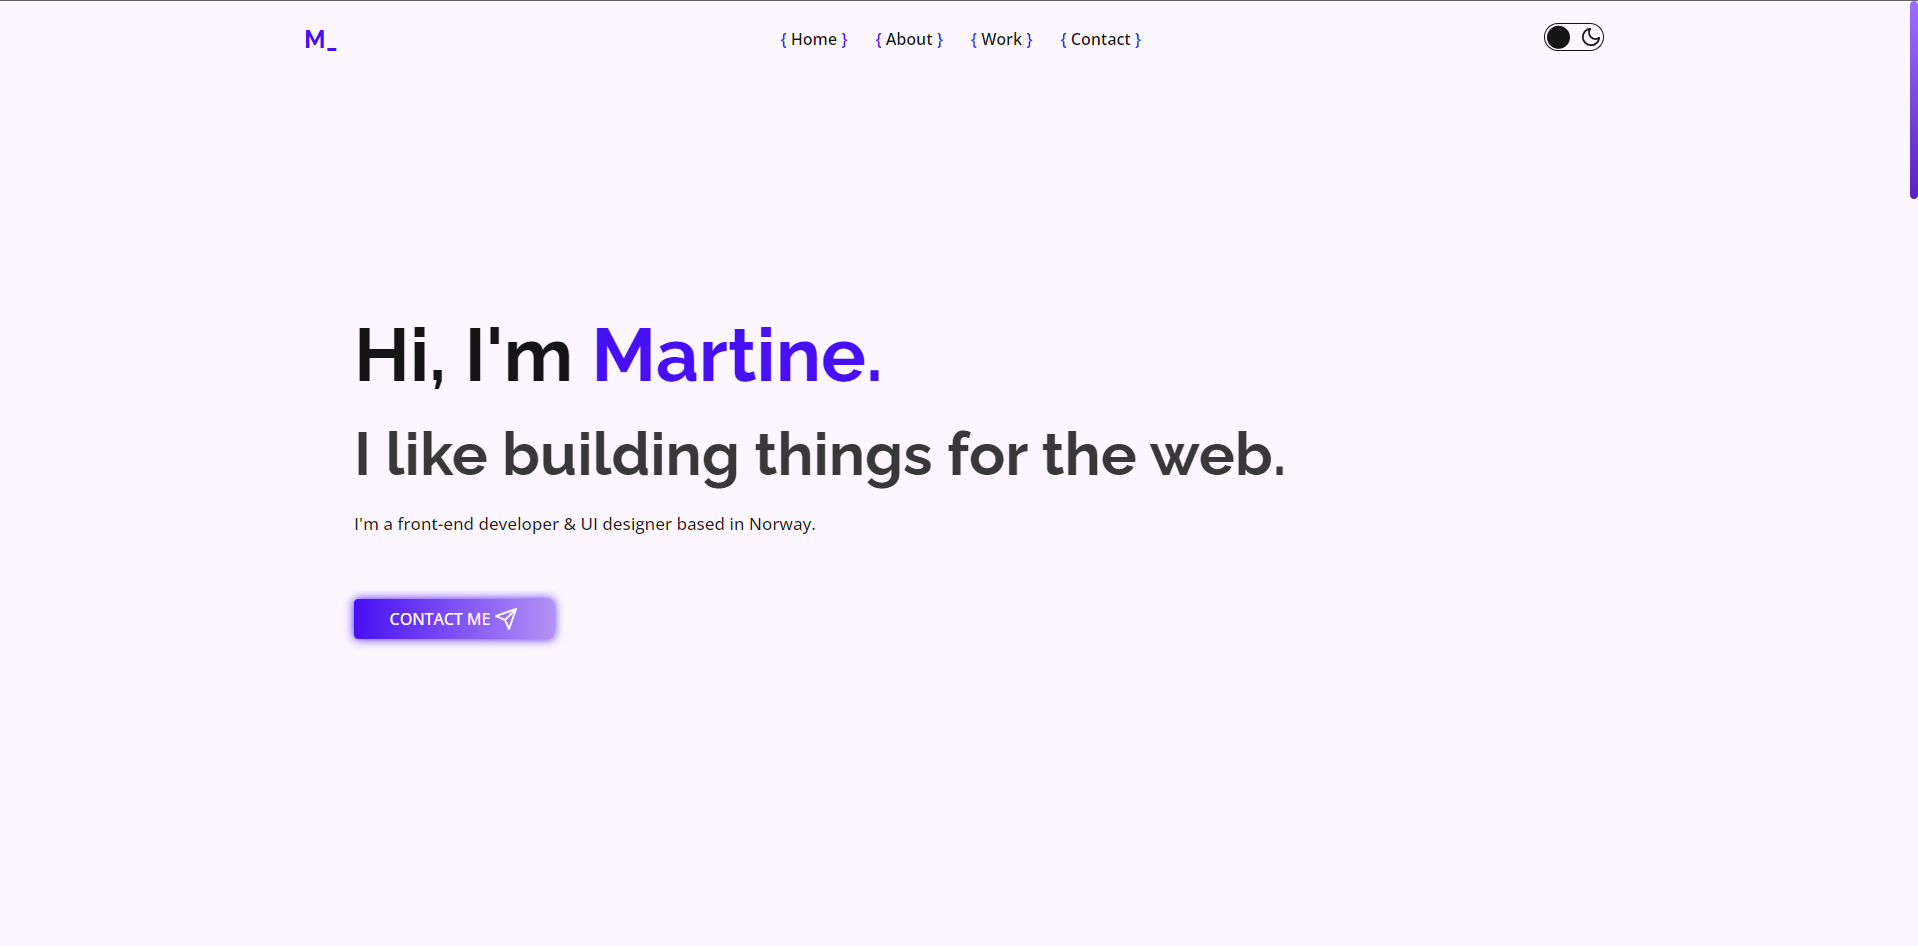 M_
{ Home } { About } { Work } { Contact }
Hi, I'm Martine.
I like building things for the web.
I'm a front-end developer & UI designer based in Norway.
CONTACT ME